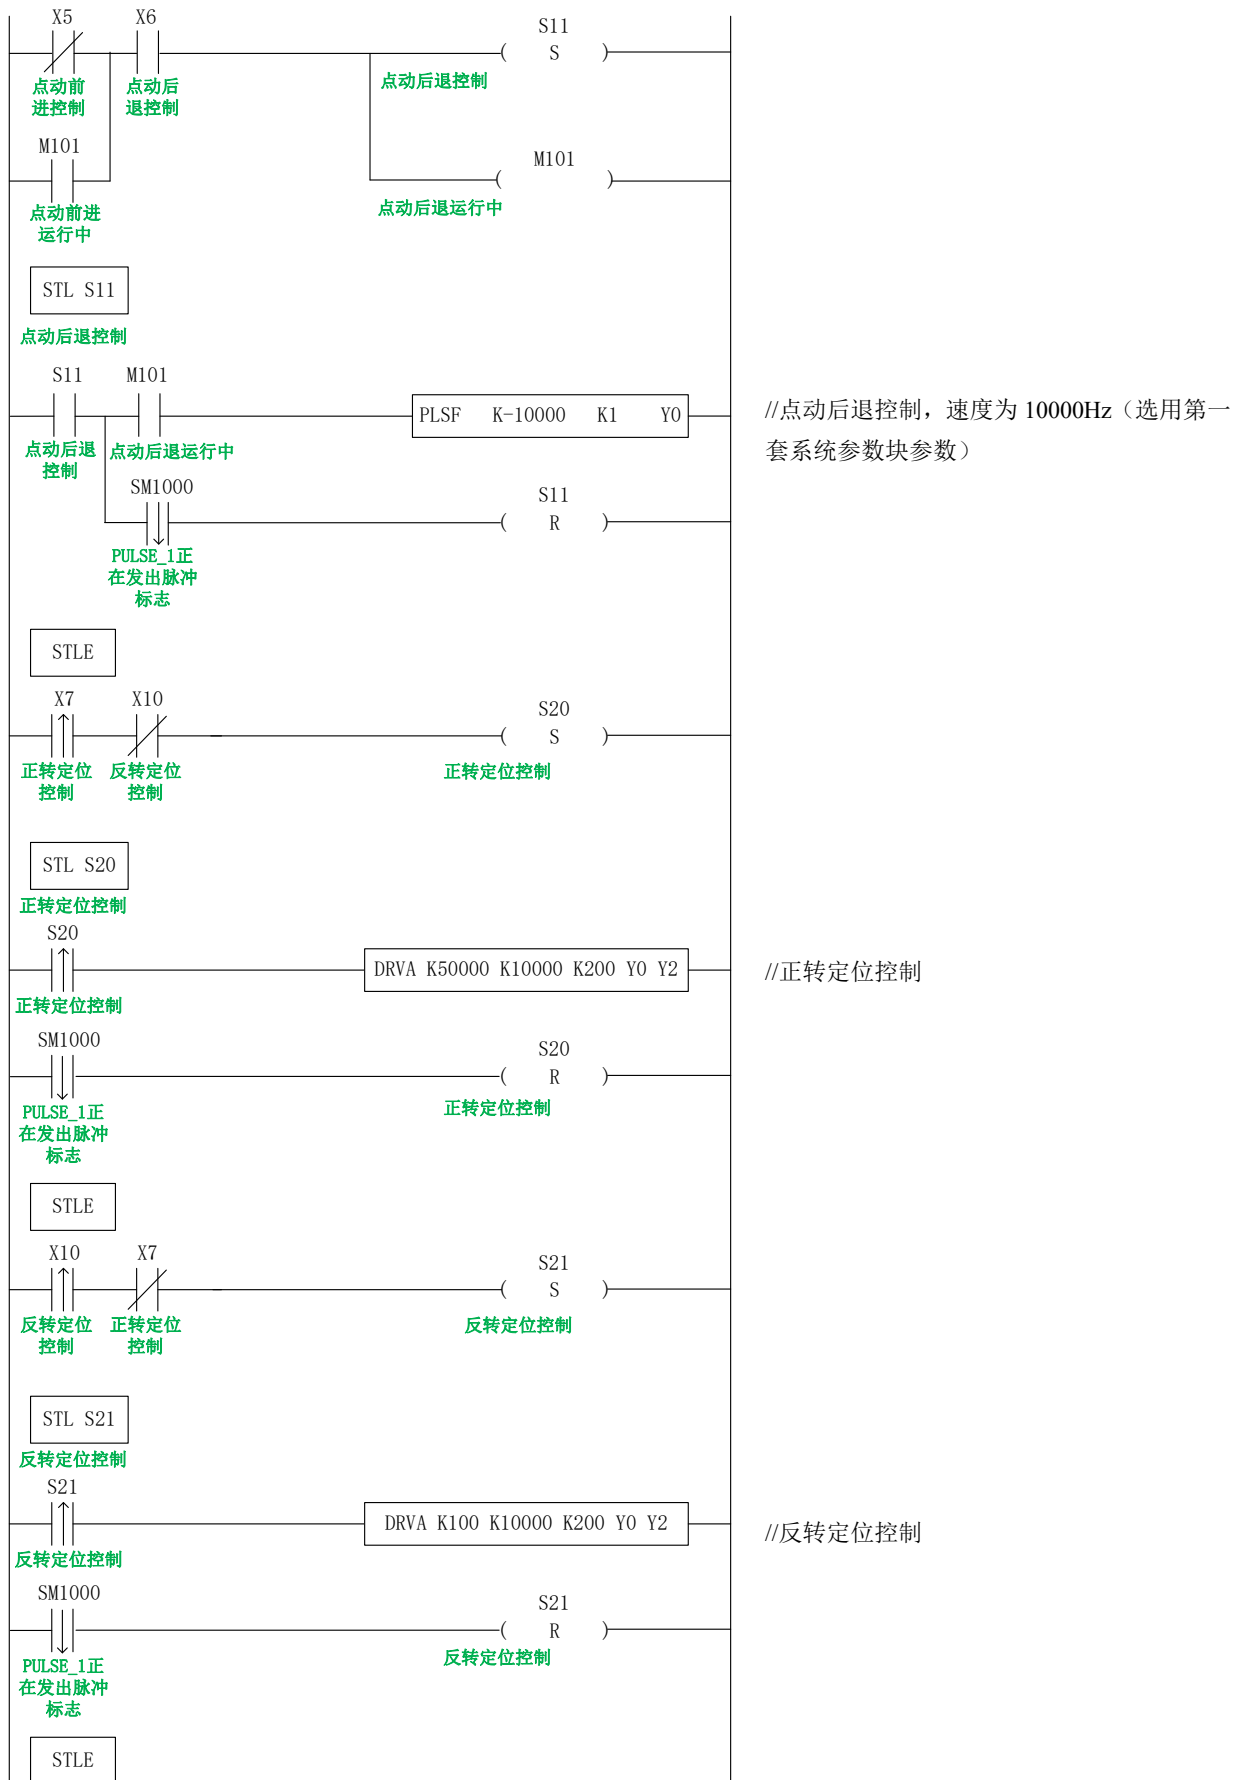 X5 X6 S11
( S )
点动前 点动后 点动后退控制
进控制 退控制
M101 M101
( )
点动前进 点动后退运行中
运行中
STL S11
点动后退控制
S11 M101
PLSF K-10000 K1 Y0 //点动后退控制，速度为 10000Hz（选用第一
套系统参数块参数）
点动后退 点动后退运行中
控制
SM1000 S11
( R )
PULSE_1正
在发出脉冲
标志
STLE
X7 X10 S20
( S )
正转定位 反转定位 正转定位控制
控制 控制
STL S20
正转定位控制
S20
DRVA K50000 K10000 K200 Y0 Y2 //正转定位控制
正转定位控制
SM1000 S20
( R )
PULSE_1正 正转定位控制
在发出脉冲
标志
STLE
X10 X7 S21
( S )
反转定位 正转定位 反转定位控制
控制 控制
STL S21
反转定位控制
S21
DRVA K100 K10000 K200 Y0 Y2 //反转定位控制
反转定位控制
SM1000 S21
( R )
PULSE_1正 反转定位控制
在发出脉冲
标志
STLE